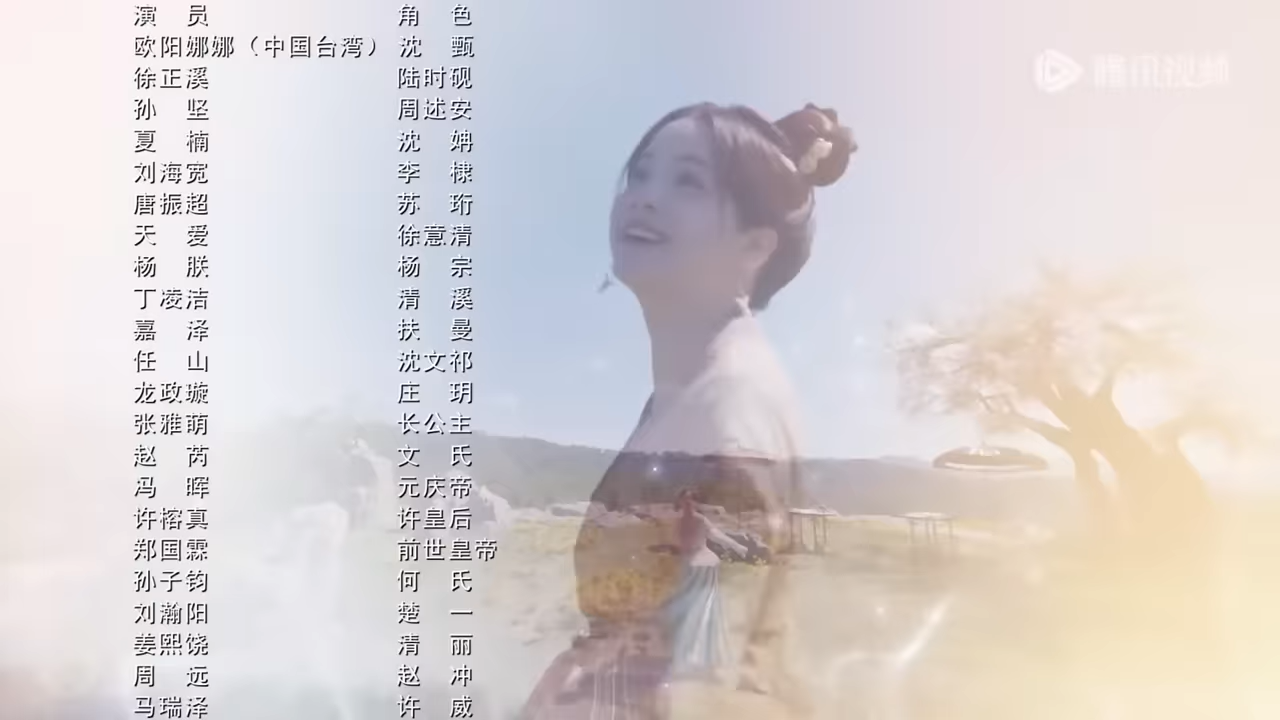 演 员 角 色
欧阳娜娜（中国台湾） 沈 甄
徐正溪 陆时砚
孙 坚 周述安
夏 楠 沈 婻
刘海宽 李 棣
唐振超 苏 珩
天 爱 徐意清
杨 朕 杨 宗
丁凌洁 清 溪
嘉 泽 扶 曼
任 山 沈文祁
龙政璇 庄 玥
张雅萌 长公主
赵 芮 文 氏
冯 晖 元庆帝
许榕真 许皇后
郑国霖 前世皇帝
孙子钧 何 氏
刘瀚阳 楚 一
姜熙饶 清 丽
周 远 赵 冲
马瑞泽 许 威
腾讯视频